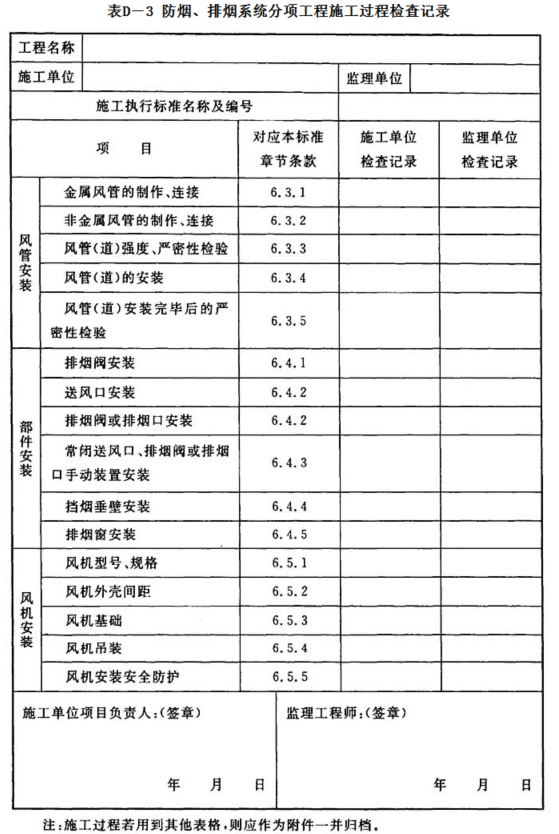 表D－3 防烟、排烟系统分项工程施工过程检查记录
工程名称
施工单位 监理单位
施工执行标准名称及编号
项 目 对应本标准章节条款 施工单位检查记录 监理单位检查记录
风管安装
金属风管的制作、连接 6.3.1
非金属风管的制作、连接 6.3.2
风管(道)强度、严密性检验 6.3.3
风管(道)的安装 6.3.4
风管(道)安装完毕后的严
密性检验 6.3.5
部件安装
排烟阀安装 6.4.1
送风口安装 6.4.2
排烟阀或排烟口安装 6.4.2
常闭送风口、排烟阀或排烟
口手动装置安装 6.4.3
挡烟垂壁安装 6.4.4
排烟窗安装 6.4.5
风机安装
风机型号、规格 6.5.1
风机外壳间距 6.5.2
风机基础 6.5.3
风机吊装 6.5.4
风机安装安全防护 6.5.5
施工单位项目负责人:(签章) 监理工程师:(签章)
年 月 日 年 月 日
注:施工过程若用到其他表格,则应作为附件一并归档。